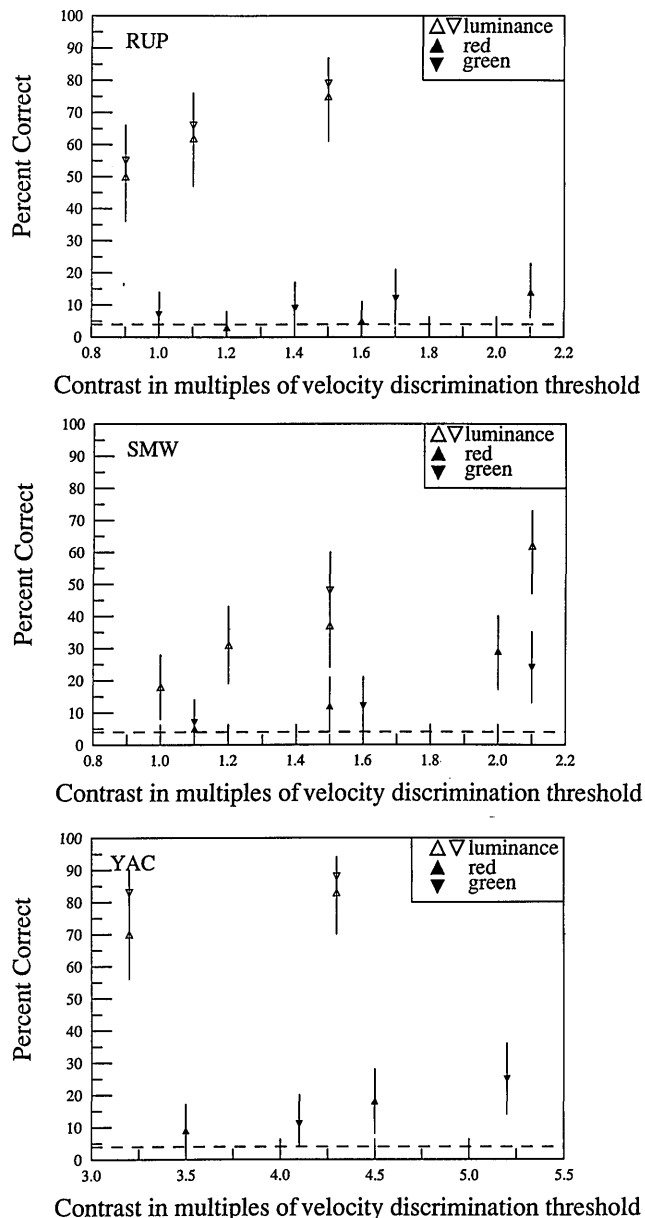 RUP
△▽luminance
▲ red
▼ green
Percent Correct
100
90
80
70
60
50
40
30
20
10
0
0.8 1.0 1.2 1.4 1.6 1.8 2.0 2.2
Contrast in multiples of velocity discrimination threshold
SMW
△▽luminance
▲ red
▼ green
Percent Correct
100
90
80
70
60
50
40
30
20
10
0
0.8 1.0 1.2 1.4 1.6 1.8 2.0 2.2
Contrast in multiples of velocity discrimination threshold
YAC
△▽luminance
▲ red
▼ green
Percent Correct
100
90
80
70
60
50
40
30
20
10
0
3.0 3.5 4.0 4.5 5.0 5.5
Contrast in multiples of velocity discrimination threshold